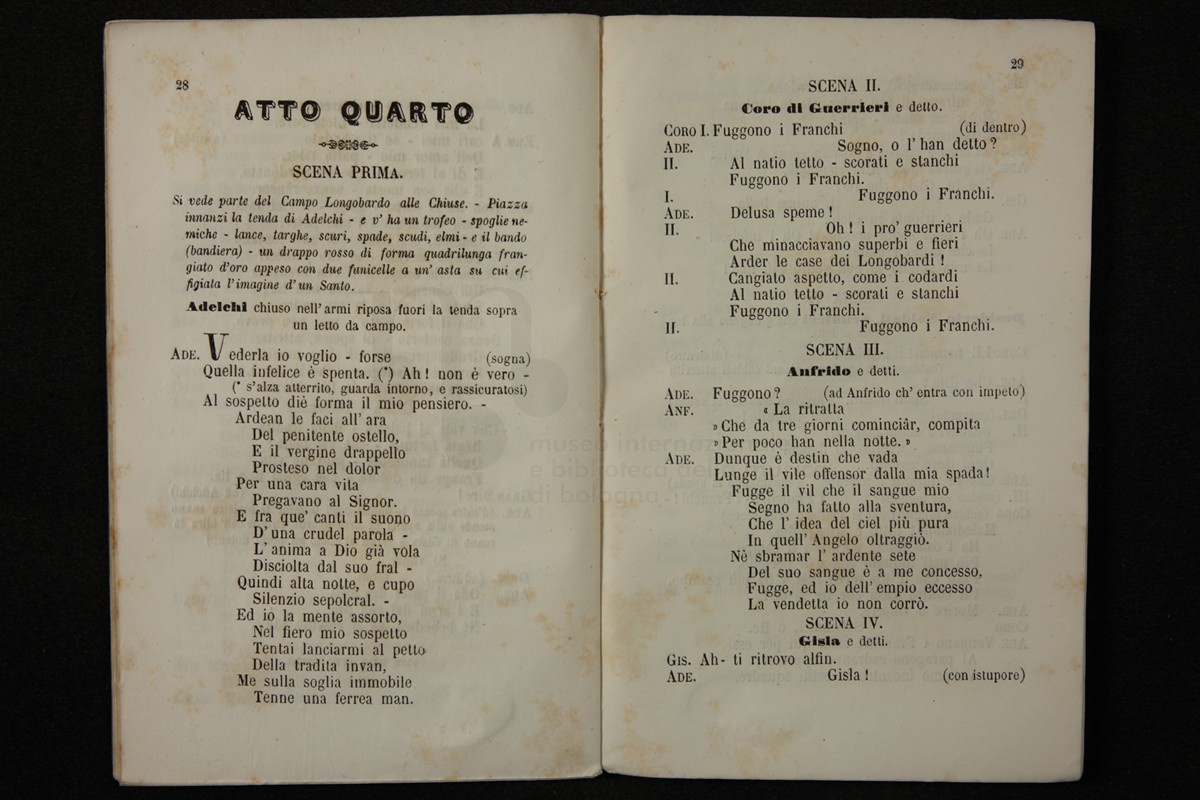 28
ATTO QUARTO
SCENA PRIMA.
Si vede parte del Campo Longobardo alle Chiuse. - Piazza
innanzi la tenda di Adelchi - e v' ha un trofeo - spoglie ne-
miche - lance, targhe, scuri, spade, scudi, elmi - e il bando
(bandiera) - un drappo rosso di forma quadrilunga fran-
giato d'oro appeso con due funicelle a un' asta su cui ef-
figiata l'imagine d'un Santo.
Adelchi chiuso nell'armi riposa fuori la tenda sopra
un letto da campo.
ADE. Vederla io voglio - forse (sogna)
Quella infelice è spenta. (*) Ah! non è vero -
(* s'alza atterrito, guarda intorno, e rassicuratosi)
Al sospetto diè forma il mio pensiero. -
Ardean le faci all' ara
Del penitente ostello,
E il vergine drappello
Prosteso nel dolor
Per una cara vita
Pregavano al Signor.
E fra que' canti il suono
D' una crudel parola -
L' anima a Dio già vola
Disciolta dal suo fral -
Quindi alta notte, e cupo
Silenzio sepolcral. -
Ed io la mente assorto,
Nel fiero mio sospetto
Tentai lanciarmi al petto
Della tradita invan,
Me sulla soglia immobile
Tenne una ferrea man.
29
SCENA II.
Coro di Guerrieri e detto.
CORO I. Fuggono i Franchi (di dentro)
ADE. Sogno, o l' han detto?
II. Al natio tetto - scorati e stanchi
Fuggono i Franchi.
I. Fuggono i Franchi.
ADE. Delusa speme!
II. Oh! i pro' guerrieri
Che minacciavano superbi e fieri
Arder le case dei Longobardi!
II. Cangiato aspetto, come i codardi
Al natio tetto - scorati e stanchi
Fuggono i Franchi.
II. Fuggono i Franchi.
SCENA III.
Anfrido e detti.
ADE. Fuggono? (ad Anfrido ch' entra con impeto)
ANF. « La ritratta
» Che da tre giorni cominciâr, compita
» Per poco han nella notte. »
ADE. Dunque è destin che vada
Lunge il vile offensor dalla mia spada!
Fugge il vil che il sangue mio
Segno ha fatto alla sventura,
Che l' idea del ciel più pura
In quell' Angelo oltraggiò.
Nè sbramar l' ardente sete
Del suo sangue è a me concesso,
Fugge, ed io dell' empio eccesso
La vendetta io non corrò.
SCENA IV.
Gisla e detti.
GIS. Ah - ti ritrovo alfin.
ADE. Gisla! (con istupore)
museo internaz
e biblioteca del
di bologna